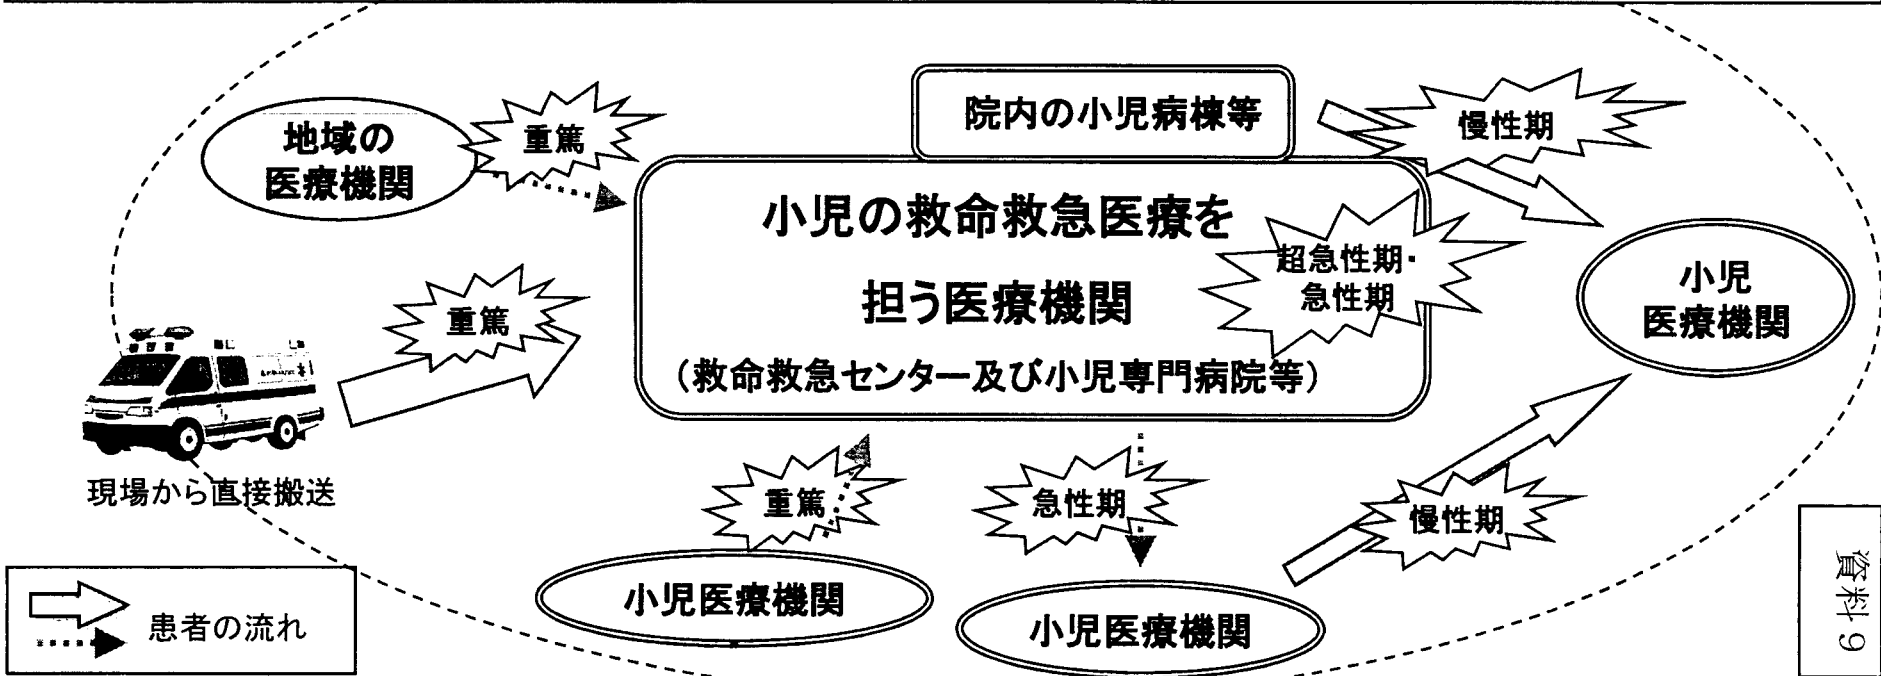 院内の小児病棟等
慢性期
地域の
医療機関
重篤
小児の救命救急医療を
担う医療機関
(救命救急センター及び小児専門病院等)
超急性期・
急性期
小児
医療機関
重篤
現場から直接搬送
重篤
急性期
慢性期
小児医療機関
小児医療機関
患者の流れ
資料9